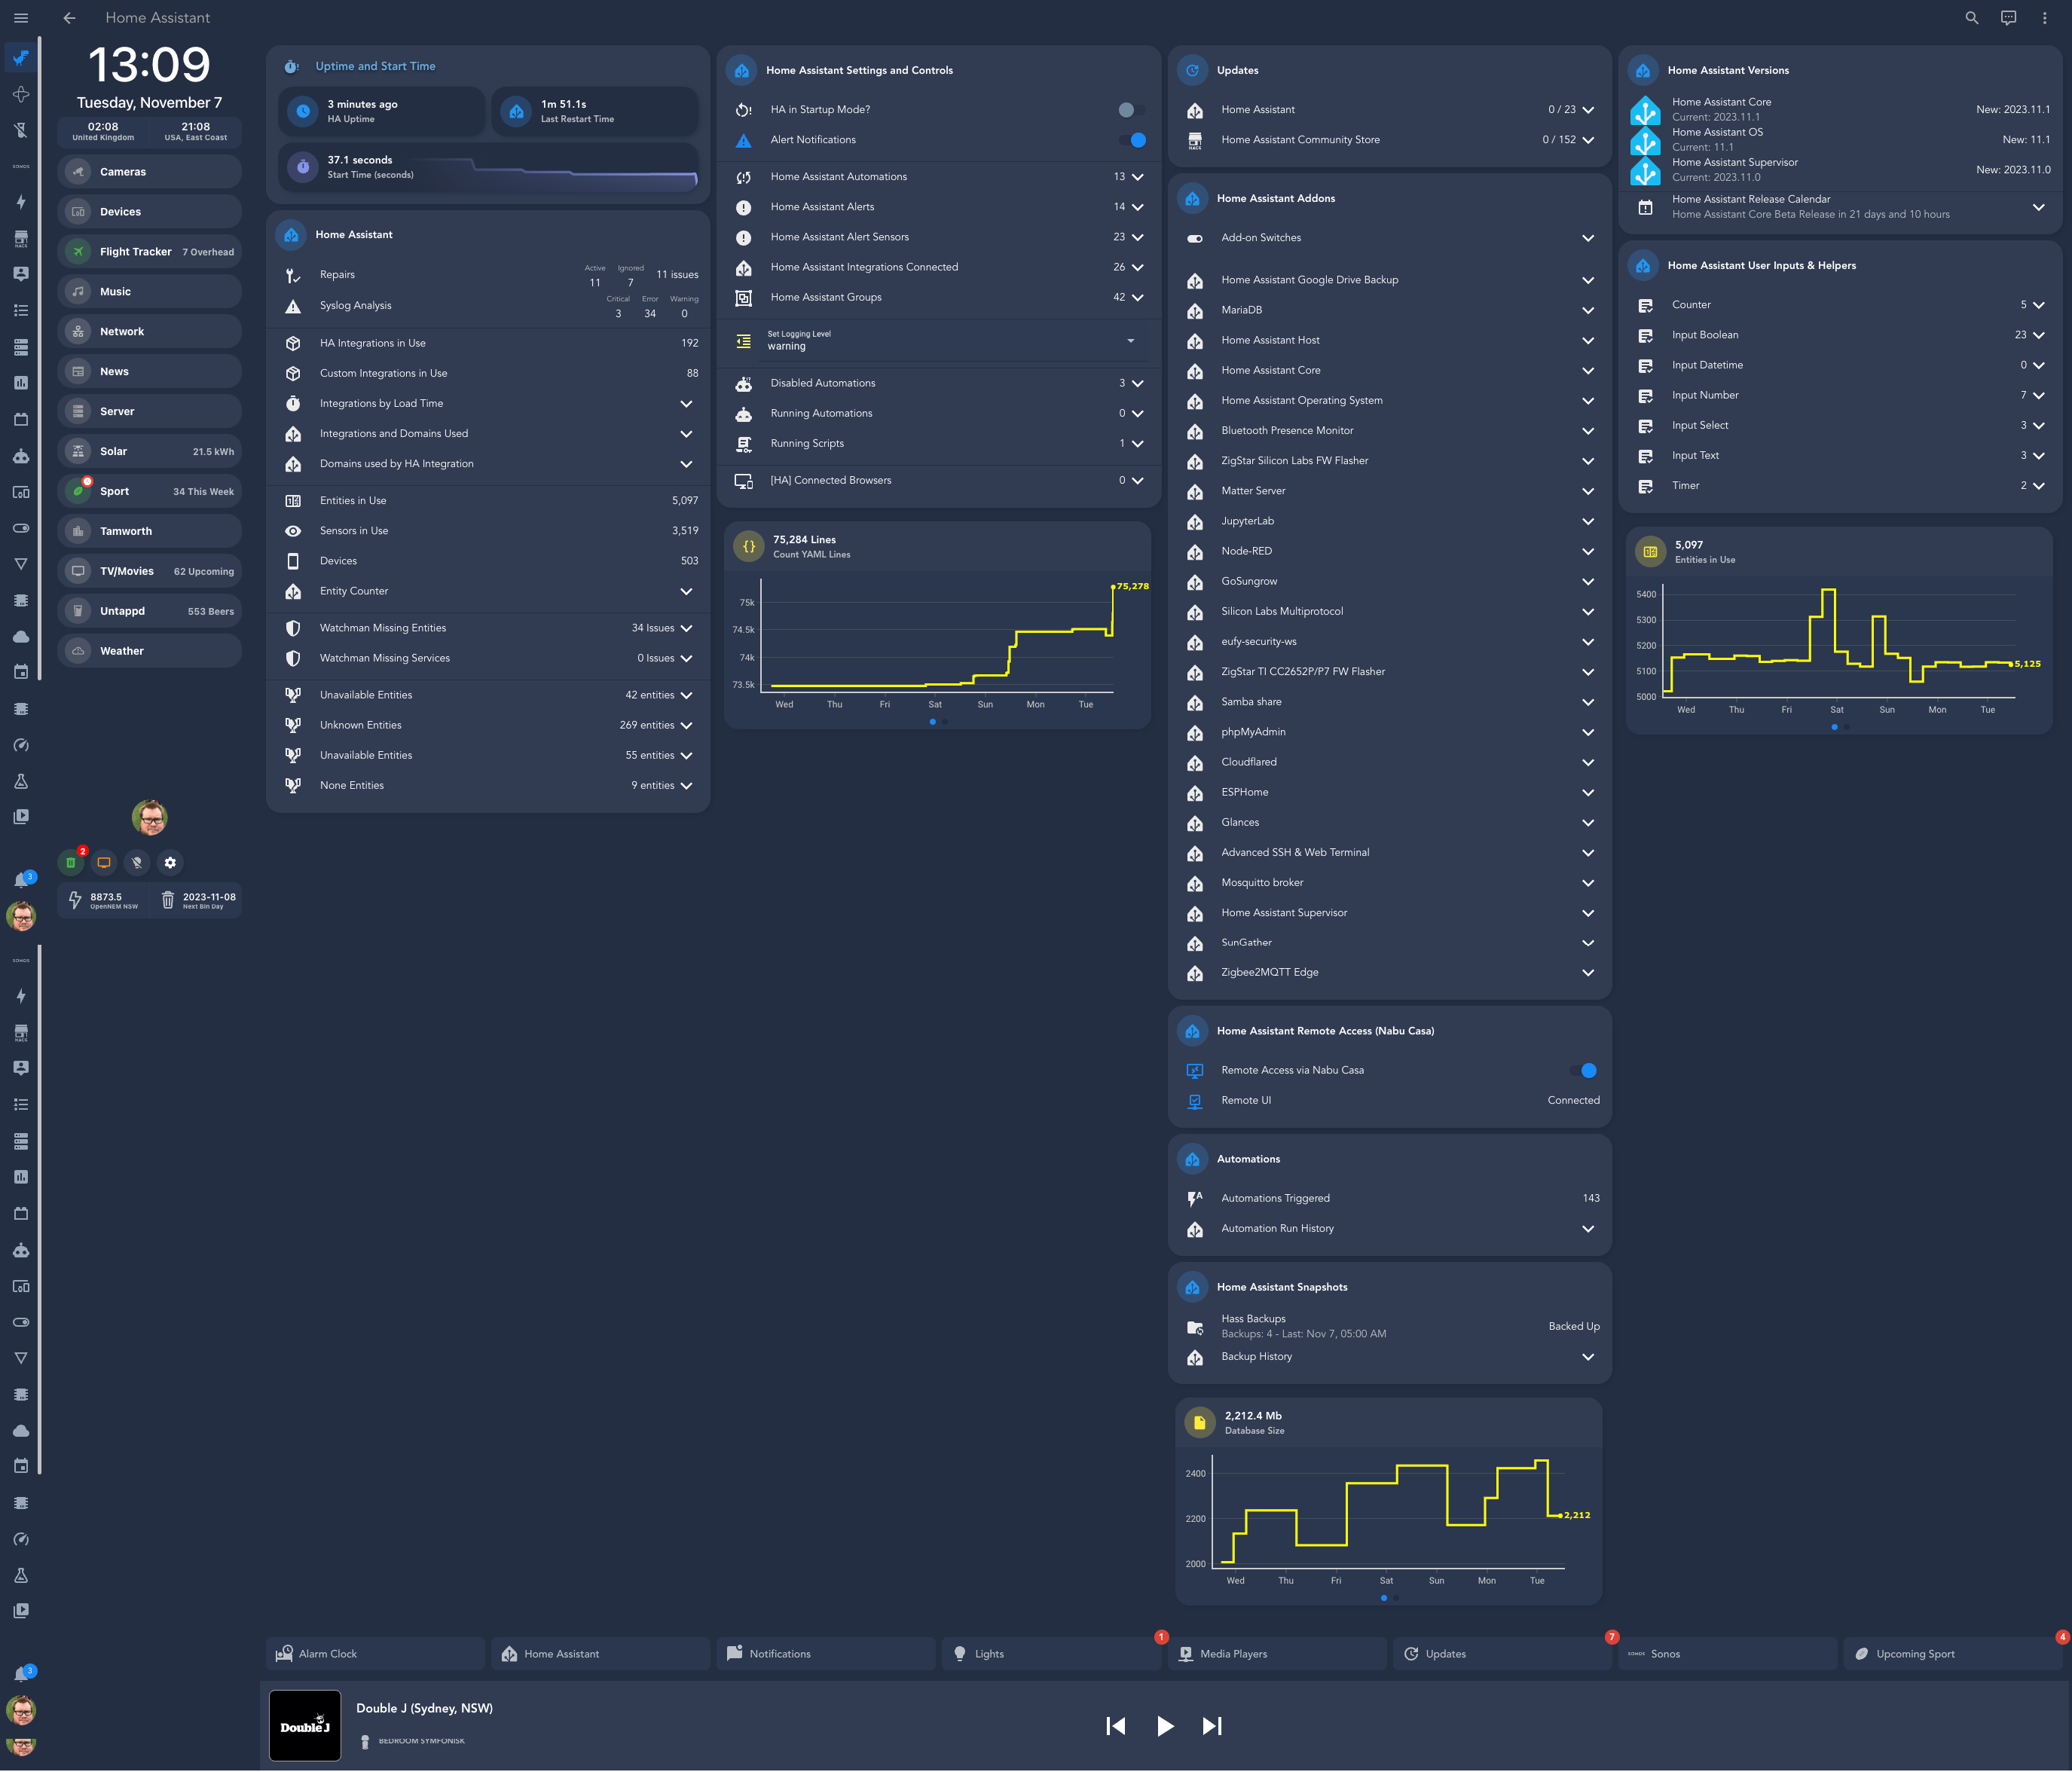 Home Assistant
13:09
Tuesday, November 7
02:08
United Kingdom
21:08
USA, East Coast
Cameras
Devices
Flight Tracker 7 Overhead
Music
Network
News
Server
Solar 21.5 kWh
Sport 34 This Week
Tamworth
TV/Movies 62 Upcoming
Untappd 553 Beers
Weather
2
8873.5
OpenNEM NSW
2023-11-08
Next Bin Day
SONOS
HACS
3
SONOS
HACS
3
Uptime and Start Time
3 minutes ago
HA Uptime
1m 51.1s
Last Restart Time
37.1 seconds
Start Time (seconds)
Home Assistant
Repairs
Active 11
Ignored 7
11 issues
Syslog Analysis
Critical 3
Error 34
Warning 0
HA Integrations in Use 192
Custom Integrations in Use 88
Integrations by Load Time
Integrations and Domains Used
Domains used by HA Integration
Entities in Use 5,097
Sensors in Use 3,519
Devices 503
Entity Counter
Watchman Missing Entities 34 Issues
Watchman Missing Services 0 Issues
Unavailable Entities 42 entities
Unknown Entities 269 entities
Unavailable Entities 55 entities
None Entities 9 entities
Home Assistant Settings and Controls
HA in Startup Mode?
Alert Notifications
Home Assistant Automations 13
Home Assistant Alerts 14
Home Assistant Alert Sensors 23
Home Assistant Integrations Connected 26
Home Assistant Groups 42
Set Logging Level
warning
Disabled Automations 3
Running Automations 0
Running Scripts 1
[HA] Connected Browsers 0
75,284 Lines
Count YAML Lines
75,278
75k
74.5k
74k
73.5k
Wed Thu Fri Sat Sun Mon Tue
Updates
Home Assistant 0 / 23
HACS
Home Assistant Community Store 0 / 152
Home Assistant Addons
Add-on Switches
Home Assistant Google Drive Backup
MariaDB
Home Assistant Host
Home Assistant Core
Home Assistant Operating System
Bluetooth Presence Monitor
ZigStar Silicon Labs FW Flasher
Matter Server
JupyterLab
Node-RED
GoSungrow
Silicon Labs Multiprotocol
eufy-security-ws
ZigStar TI CC2652P/P7 FW Flasher
Samba share
phpMyAdmin
Cloudflared
ESPHome
Glances
Advanced SSH & Web Terminal
Mosquitto broker
Home Assistant Supervisor
SunGather
Zigbee2MQTT Edge
Home Assistant Remote Access (Nabu Casa)
Remote Access via Nabu Casa
Remote UI Connected
Automations
Automations Triggered 143
Automation Run History
Home Assistant Snapshots
Hass Backups
Backups: 4 - Last: Nov 7, 05:00 AM
Backed Up
Backup History
2,212.4 Mb
Database Size
2400
2200
2000
2,212
Wed Thu Fri Sat Sun Mon Tue
Home Assistant Versions
Home Assistant Core
Current: 2023.11.1
New: 2023.11.1
Home Assistant OS
Current: 11.1
New: 11.1
Home Assistant Supervisor
Current: 2023.11.0
New: 2023.11.0
Home Assistant Release Calendar
Home Assistant Core Beta Release in 21 days and 10 hours
Home Assistant User Inputs & Helpers
Counter 5
Input Boolean 23
Input Datetime 0
Input Number 7
Input Select 3
Input Text 3
Timer 2
5,097
Entities in Use
5400
5300
5200
5100
5000
5,125
Wed Thu Fri Sat Sun Mon Tue
Alarm Clock
Home Assistant
Notifications
Lights 1
Media Players
Updates 7
SONOS Sonos
Upcoming Sport 4
Double J
Double J (Sydney, NSW)
BEDROOM SYMFONISK